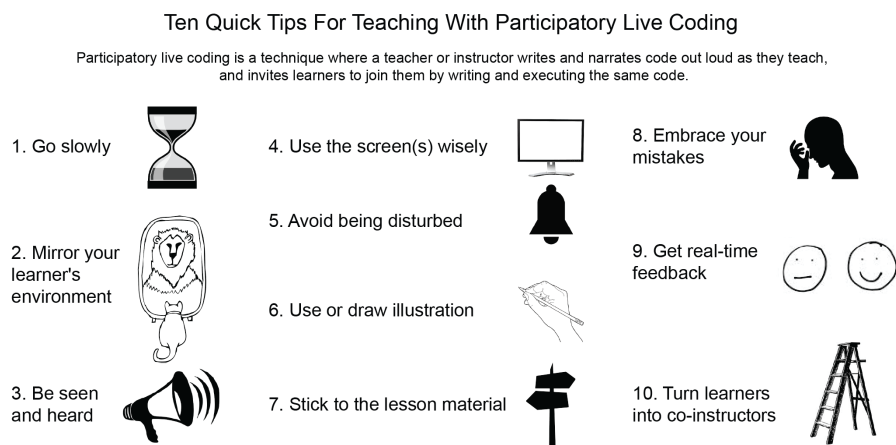 Ten Quick Tips For Teaching With Participatory Live Coding
Participatory live coding is a technique where a teacher or instructor writes and narrates code out loud as they teach,
and invites learners to join them by writing and executing the same code.
1. Go slowly
2. Mirror your
learner's
environment
3. Be seen
and heard
4. Use the screen(s) wisely
5. Avoid being disturbed
6. Use or draw illustration
7. Stick to the lesson material
8. Embrace your
mistakes
9. Get real-time
feedback
10. Turn learners
into co-instructors